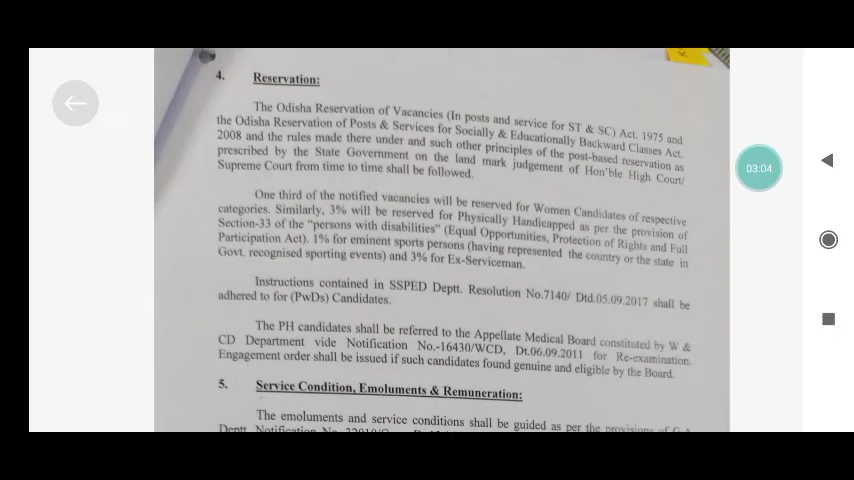 4. Reservation:
The Odisha Reservation of Vacancies (In posts and service for ST & SC) Act. 1975 and
the Odisha Reservation of Posts & Services for Socially & Educationally Backward Classes Act.
2008 and the rules made there under and such other principles of the post-based reservation as
prescribed by the State Government on the land mark judgement of Hon'ble High Court/
Supreme Court from time to time shall be followed.
One third of the notified vacancies will be reserved for Women Candidates of respective
categories. Similarly, 3% will be reserved for Physically Handicapped as per the provision of
Section-33 of the "persons with disabilities" (Equal Opportunities, Protection of Rights and Full
Participation Act). 1% for eminent sports persons (having represented the country or the state in
Govt. recognised sporting events) and 3% for Ex-Serviceman.
Instructions contained in SSPED Deptt. Resolution No.7140/ Dtd.05.09.2017 shall be
adhered to for (PwDs) Candidates.
The PH candidates shall be referred to the Appellate Medical Board constituted by W &
CD Department vide Notification No.-16430/WCD, Dt.06.09.2011 for Re-examination.
Engagement order shall be issued if such candidates found genuine and eligible by the Board.
5. Service Condition, Emoluments & Remuneration:
The emoluments and service conditions shall be guided as per the provisions of G.A
Deptt. Notification No.
03:04